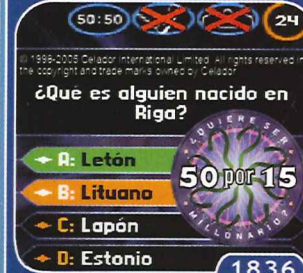 50:50
24
© 1998-2005 Celador International Limited. All rights reserved in
the copyright and trade marks owned by Celador
¿Qué es alguien nacido en
Riga?
A: Letón
B: Lituano
C: Lapón
D: Estonio
¿QUIERE SER
MILLONARIO?
50 por 15
1836